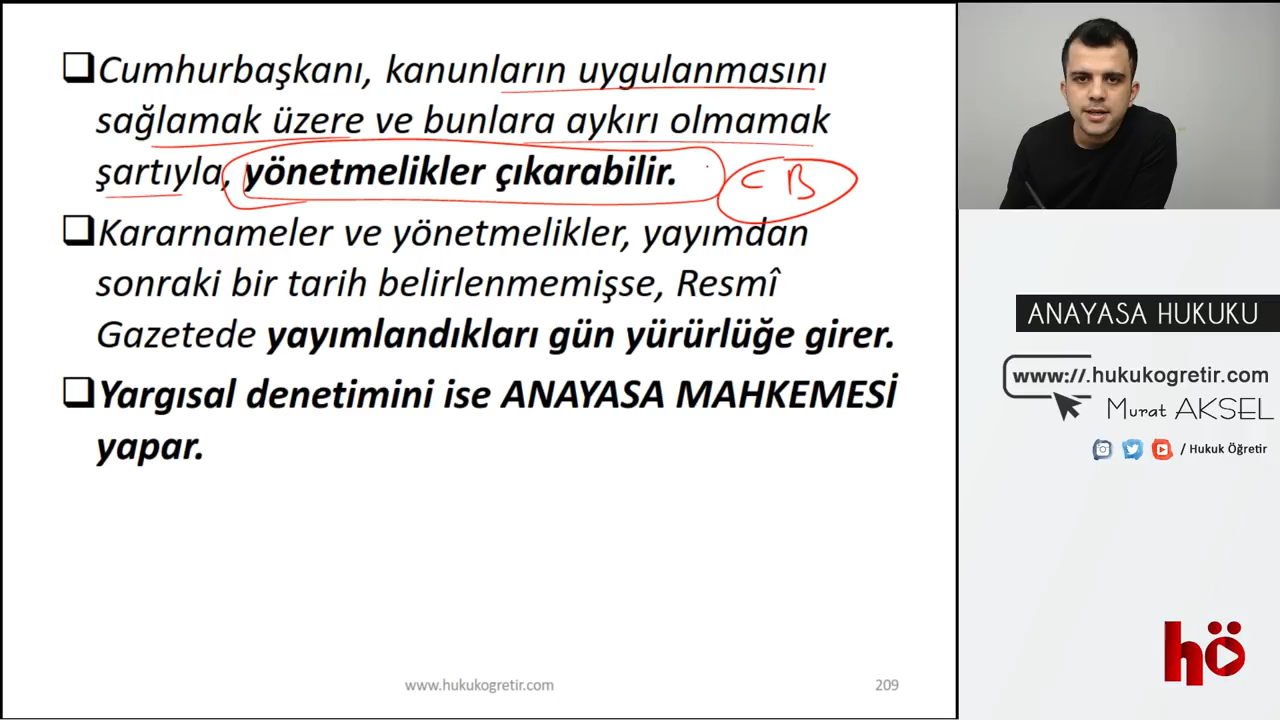 ❑Cumhurbaşkanı, kanunların uygulanmasını
sağlamak üzere ve bunlara aykırı olmamak
şartıyla, yönetmelikler çıkarabilir.
CB
❑Kararnameler ve yönetmelikler, yayımdan
sonraki bir tarih belirlenmemişse, Resmî
Gazetede yayımlandıkları gün yürürlüğe girer.
❑Yargısal denetimini ise ANAYASA MAHKEMESİ
yapar.
www.hukukogretir.com
209
ANAYASA HUKUKU
www://.hukukogretir.com
Murat AKSEL
/ Hukuk Öğretir
hö